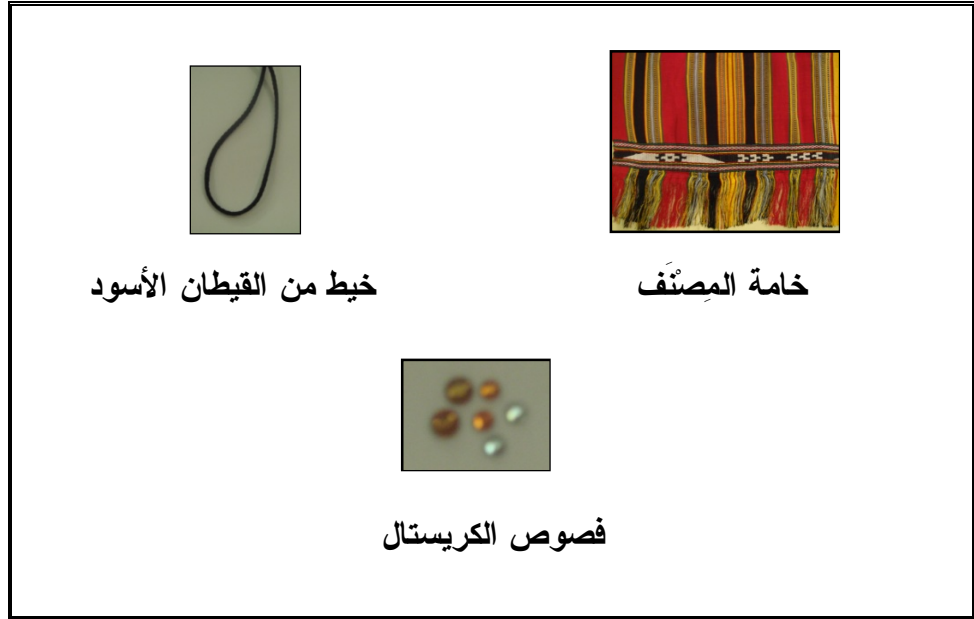 خامة المِصْنَف
خيط من القيطان الأسود
فصوص الكريستال